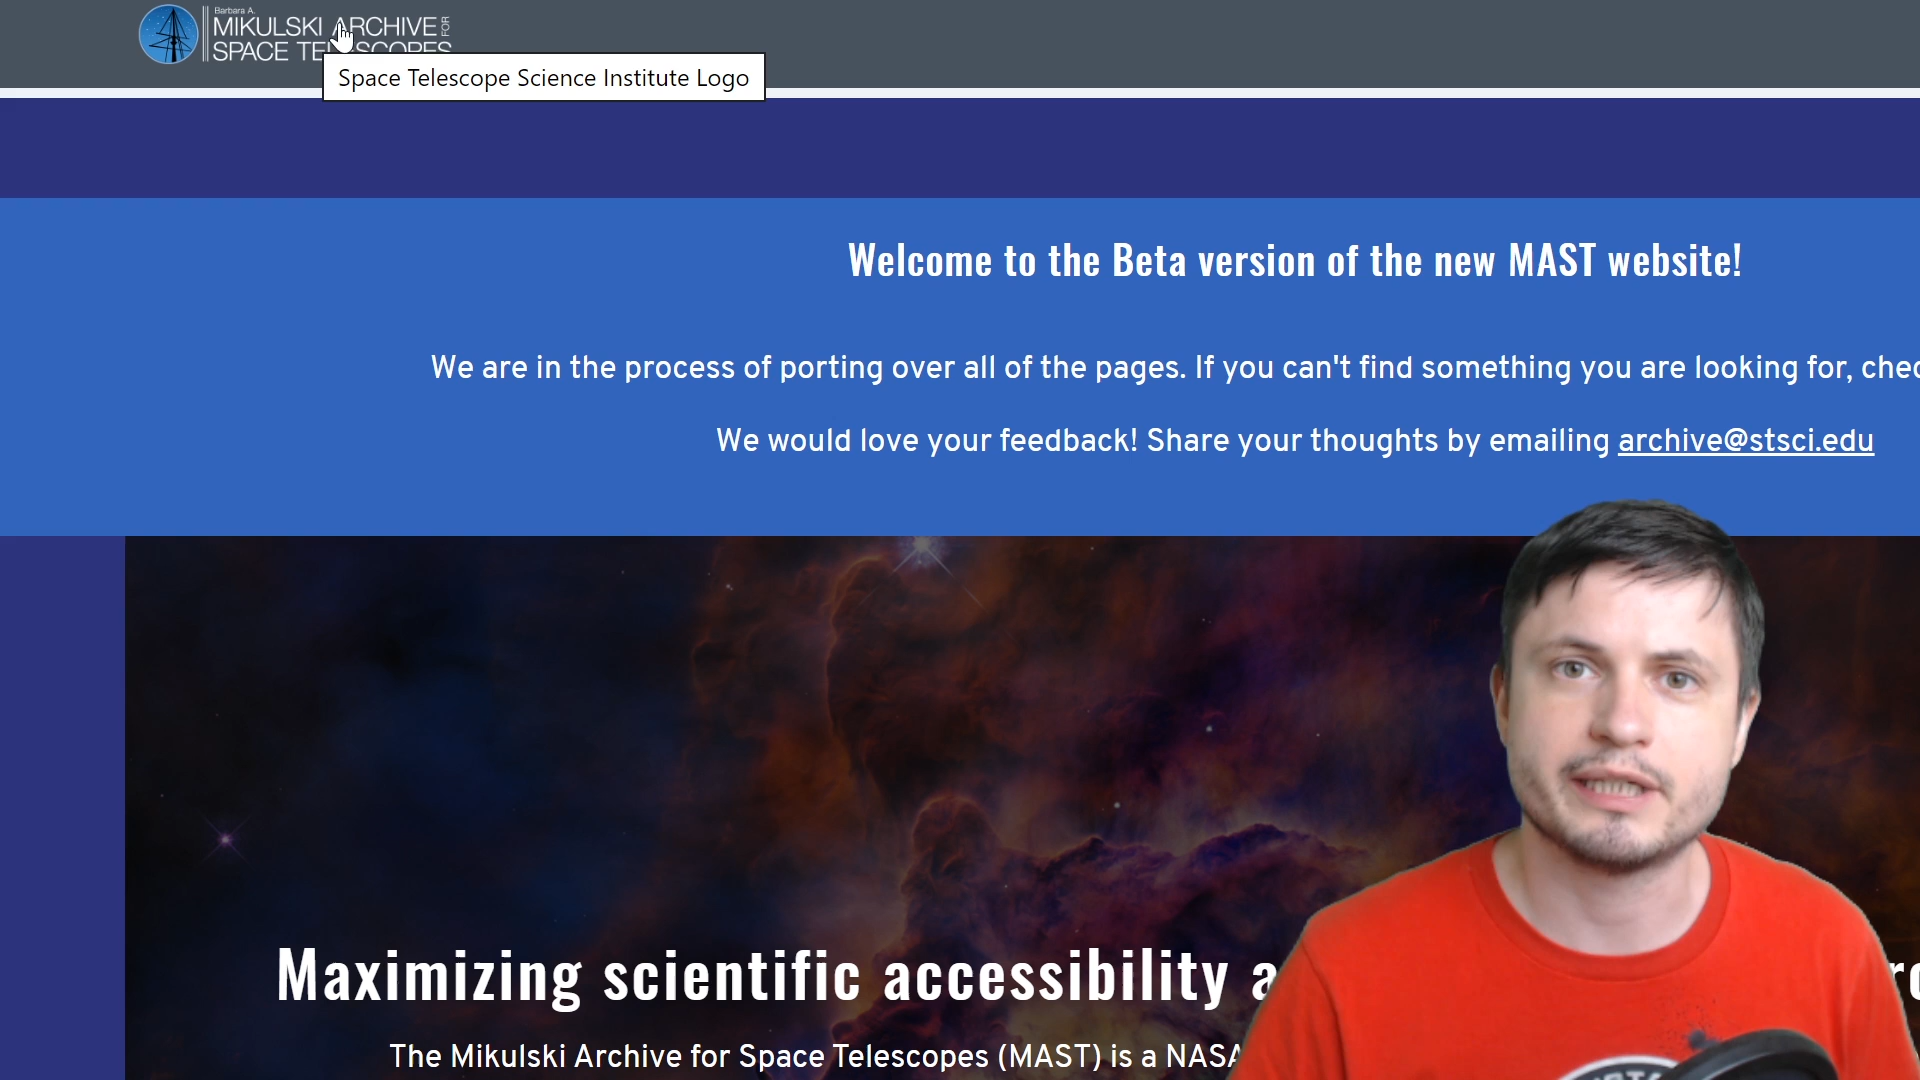 Barbara A.
MIKULSKI ARCHIVE FOR
SPACE TELESCOPES
Space Telescope Science Institute Logo
Welcome to the Beta version of the new MAST website!
We are in the process of porting over all of the pages. If you can't find something you are looking for, chec
We would love your feedback! Share your thoughts by emailing archive@stsci.edu
Maximizing scientific accessibility a
The Mikulski Archive for Space Telescopes (MAST) is a NASA